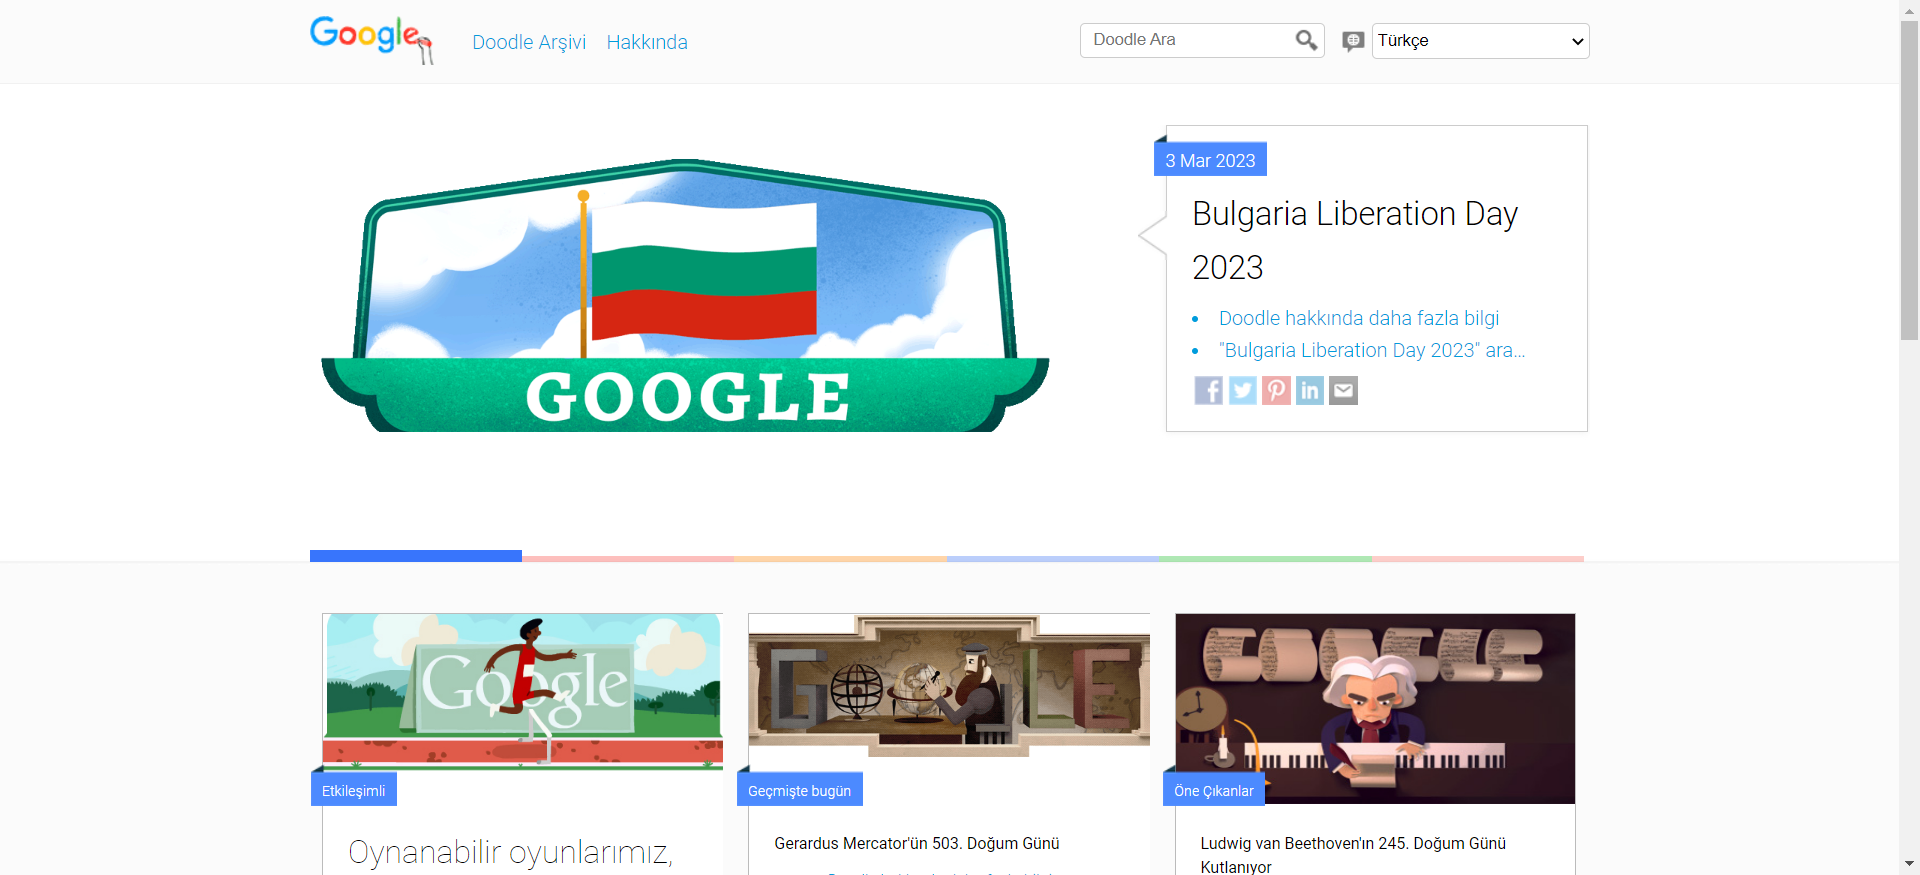 Google
Doodle Arşivi
Hakkında
Doodle Ara
Türkçe
3 Mar 2023
Bulgaria Liberation Day
2023
Doodle hakkında daha fazla bilgi
"Bulgaria Liberation Day 2023" ara...
GOOGLE
Google
GOOGLE
GOOGLE
Etkileşimli
Geçmişte bugün
Öne Çıkanlar
Oynanabilir oyunlarımız,
Gerardus Mercator'ün 503. Doğum Günü
Ludwig van Beethoven'ın 245. Doğum Günü
Kutlanıyor